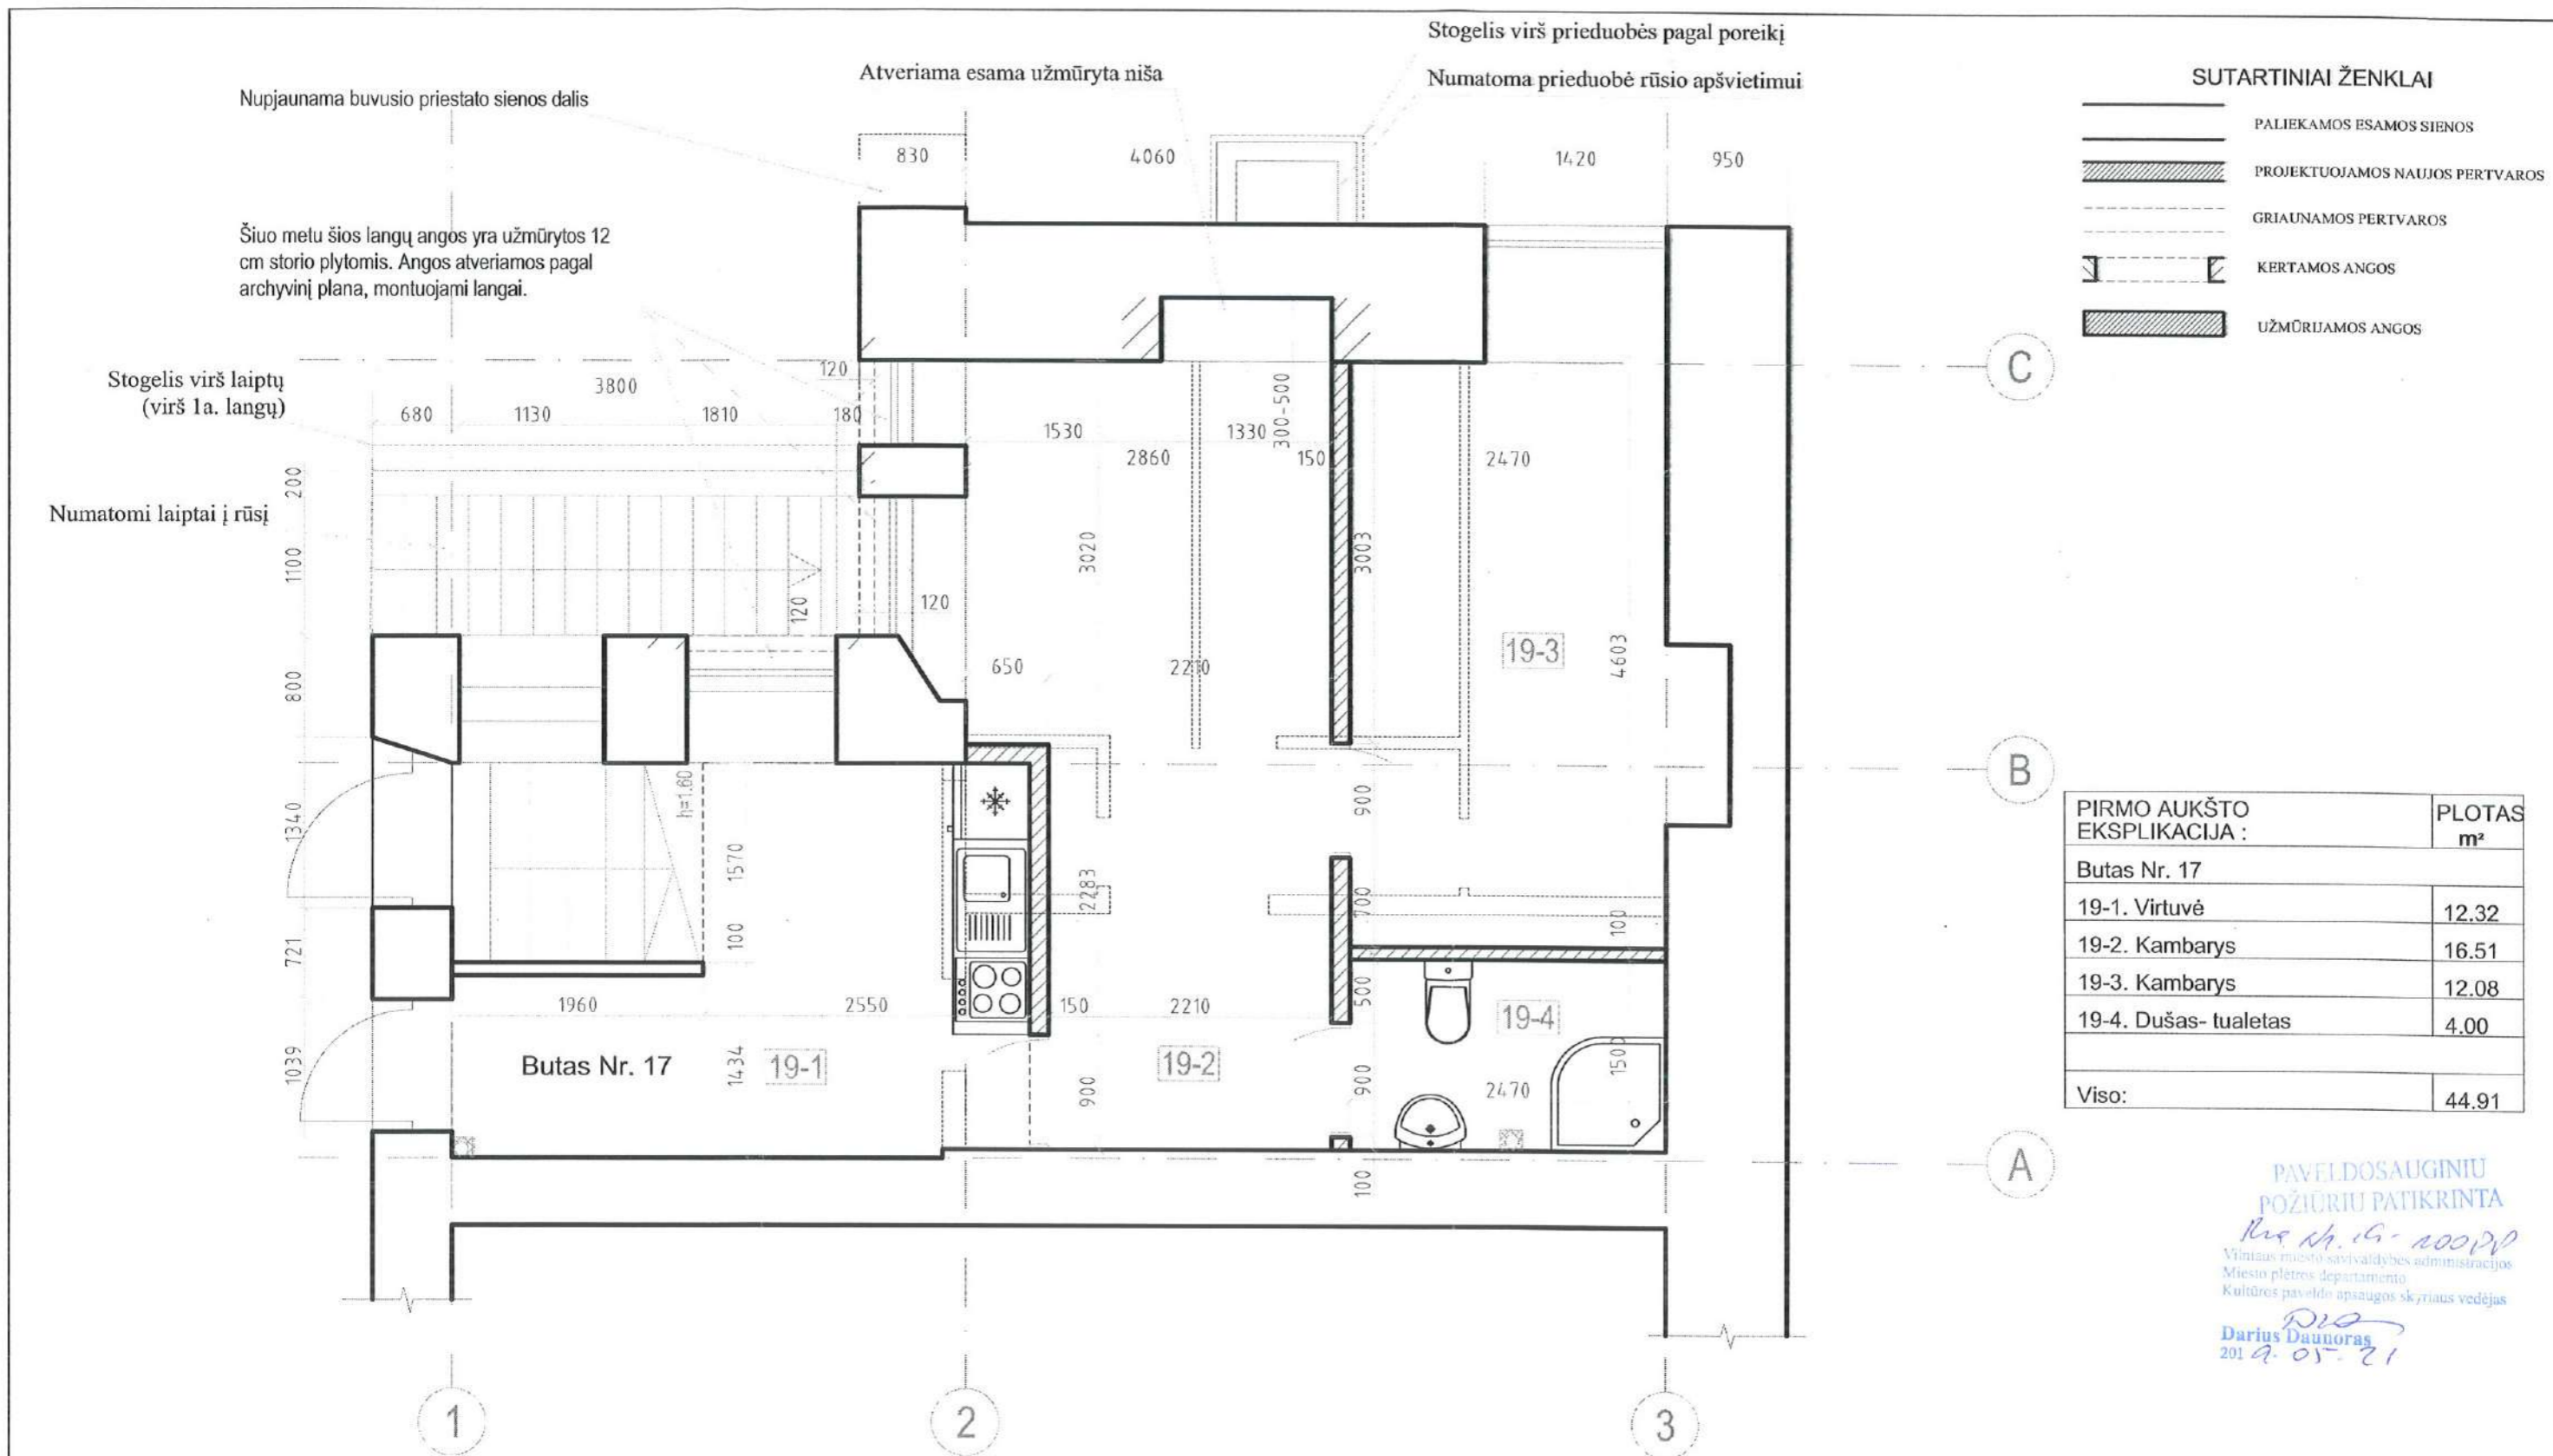 Stogelis virš prieduobės pagal poreikį
Atveriama esama užmūryta niša
Numatoma prieduobė rūsio apšvietimui
Nupjaunama buvusio priestato sienos dalis
830
4060
1420
950
Šiuo metu šios langų angos yra užmūrytos 12
cm storio plytomis. Angos atveriamos pagal
archyvinį plana, montuojami langai.
Stogelis virš laiptų
(virš 1a. langų)
3800
120
680
1130
1810
180
1530
1330
300-500
2860
150
2470
200
Numatomi laiptai į rūsį
1100
3020
3003
120
120
19-3
4603
650
2210
800
h=1.60
1340
1570
900
2283
700
100
100
721
1960
2550
150
2210
500
19-4
1039
Butas Nr. 17
1434
19-1
900
19-2
900
2470
1500
100
C
B
A
1
2
3
SUTARTINIAI ŽENKLAI
PALIEKAMOS ESAMOS SIENOS
PROJEKTUOJAMOS NAUJOS PERTVAROS
GRIAUNAMOS PERTVAROS
KERTAMOS ANGOS
UŽMŪRIJAMOS ANGOS
PIRMO AUKŠTO EKSPLIKACIJA : PLOTAS m²
Butas Nr. 17
19-1. Virtuvė 12.32
19-2. Kambarys 16.51
19-3. Kambarys 12.08
19-4. Dušas- tualetas 4.00
Viso: 44.91
PAVELDOSAUGINIU
POŽIŪRIU PATIKRINTA
Vilniaus miesto savivaldybės administracijos
Miesto plėtros departamento
Kultūros paveldo apsaugos skyriaus vedėjas
Darius Daunoras
2019. 05. 21